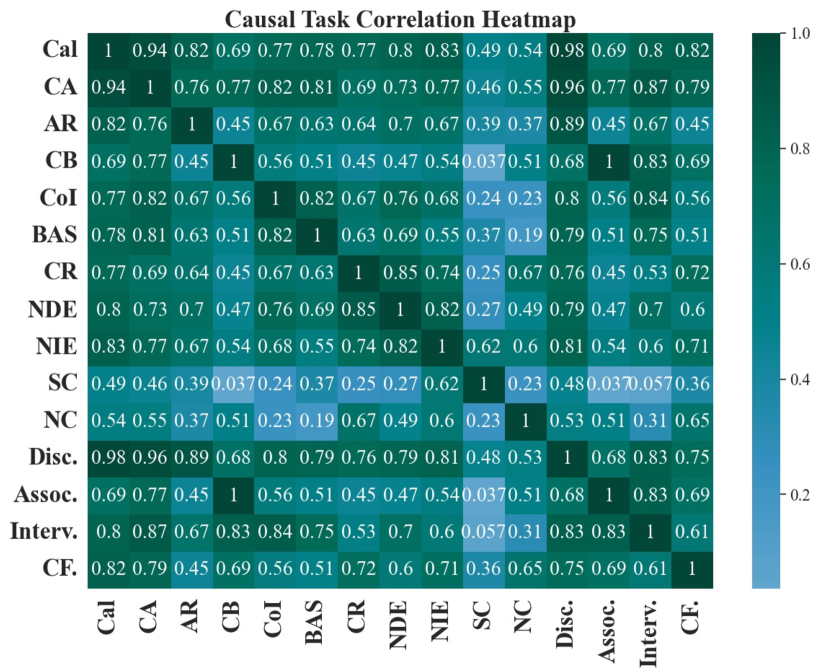 Causal Task Correlation Heatmap
Cal 1 0.94 0.82 0.69 0.77 0.78 0.77 0.8 0.83 0.49 0.54 0.98 0.69 0.8 0.82
CA 0.94 1 0.76 0.77 0.82 0.81 0.69 0.73 0.77 0.46 0.55 0.96 0.77 0.87 0.79
AR 0.82 0.76 1 0.45 0.67 0.63 0.64 0.7 0.67 0.39 0.37 0.89 0.45 0.67 0.45
CB 0.69 0.77 0.45 1 0.56 0.51 0.45 0.47 0.54 0.037 0.51 0.68 1 0.83 0.69
CoI 0.77 0.82 0.67 0.56 1 0.82 0.67 0.76 0.68 0.24 0.23 0.8 0.56 0.84 0.56
BAS 0.78 0.81 0.63 0.51 0.82 1 0.63 0.69 0.55 0.37 0.19 0.79 0.51 0.75 0.51
CR 0.77 0.69 0.64 0.45 0.67 0.63 1 0.85 0.74 0.25 0.67 0.76 0.45 0.53 0.72
NDE 0.8 0.73 0.7 0.47 0.76 0.69 0.85 1 0.82 0.27 0.49 0.79 0.47 0.7 0.6
NIE 0.83 0.77 0.67 0.54 0.68 0.55 0.74 0.82 1 0.62 0.6 0.81 0.54 0.6 0.71
SC 0.49 0.46 0.39 0.037 0.24 0.37 0.25 0.27 0.62 1 0.23 0.48 0.037 0.057 0.36
NC 0.54 0.55 0.37 0.51 0.23 0.19 0.67 0.49 0.6 0.23 1 0.53 0.51 0.31 0.65
Disc. 0.98 0.96 0.89 0.68 0.8 0.79 0.76 0.79 0.81 0.48 0.53 1 0.68 0.83 0.75
Assoc. 0.69 0.77 0.45 1 0.56 0.51 0.45 0.47 0.54 0.037 0.51 0.68 1 0.83 0.69
Interv. 0.8 0.87 0.67 0.83 0.84 0.75 0.53 0.7 0.6 0.057 0.31 0.83 0.83 1 0.61
CF. 0.82 0.79 0.45 0.69 0.56 0.51 0.72 0.6 0.71 0.36 0.65 0.75 0.69 0.61 1
Cal CA AR CB CoI BAS CR NDE NIE SC NC Disc. Assoc. Interv. CF.
1.0
0.8
0.6
0.4
0.2